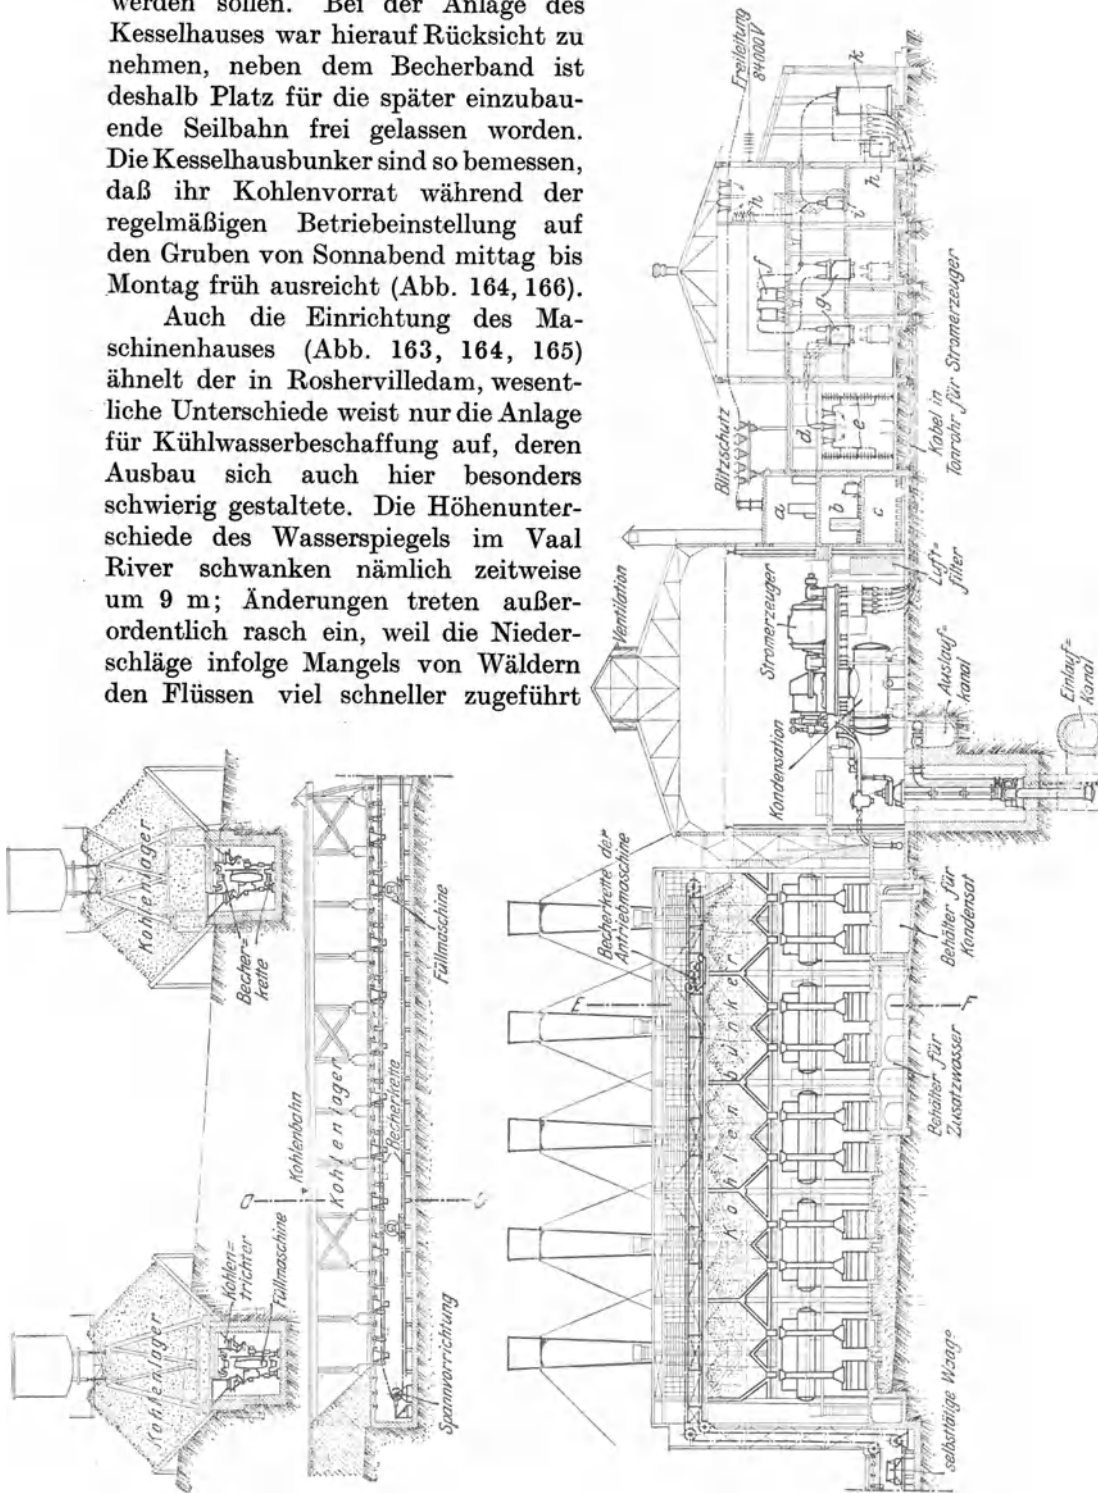 werden sollen. Bei der Anlage des
Kesselhauses war hierauf Rücksicht zu
nehmen, neben dem Becherband ist
deshalb Platz für die später einzubau-
ende Seilbahn frei gelassen worden.
Die Kesselhausbunker sind so bemessen,
daß ihr Kohlenvorrat während der
regelmäßigen Betriebeinstellung auf
den Gruben von Sonnabend mittag bis
Montag früh ausreicht (Abb. 164, 166).
Auch die Einrichtung des Ma-
schinenhauses (Abb. 163, 164, 165)
ähnelt der in Roshervilledam, wesent-
liche Unterschiede weist nur die Anlage
für Kühlwasserbeschaffung auf, deren
Ausbau sich auch hier besonders
schwierig gestaltete. Die Höhenunter-
schiede des Wasserspiegels im Vaal
River schwanken nämlich zeitweise
um 9 m; Änderungen treten außer-
ordentlich rasch ein, weil die Nieder-
schläge infolge Mangels von Wäldern
den Flüssen viel schneller zugeführt
Kohlenlager
Kohlen=
trichter
Füllmaschine
Kohlenlager
Becher=
kette
Kohlenbahn
Kohlenlager
Becherkette
Spannvorrichtung
Füllmaschine
Becherkette der
Antriebmaschine
E
Kohlenbunker
F
selbsttätige Waage
Behälter für
Zusatzwasser
Behälter für
Kondensat
Ventilation
Kondensation
Stromerzeuger
Auslauf=
kanal
Einlauf=
Kanal
Luft=
filter
Blitzschutz
a
b
c
d
e
f
g
h
i
h
k
Freileitung
84000V
Kabel in
Tonrohr für Stromerzeuger